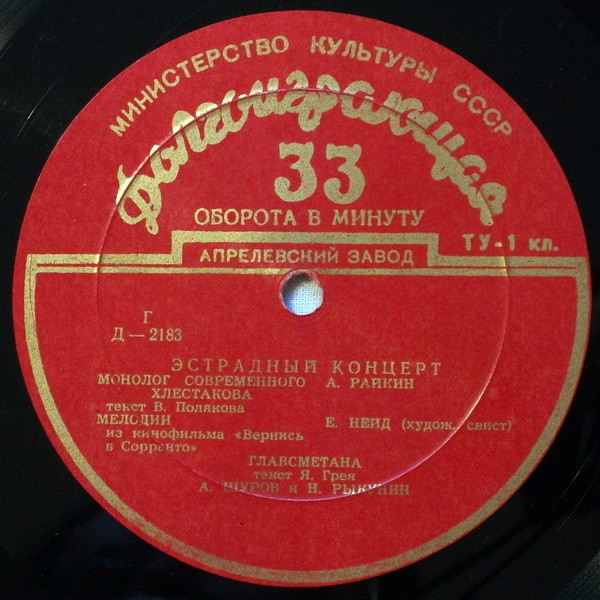 МИНИСТЕРСТВО КУЛЬТУРЫ СССР
Долгоиграющая
33
ОБОРОТА В МИНУТУ
ТУ-1 кл.
АПРЕЛЕВСКИЙ ЗАВОД
Г
Д — 2183
ЭСТРАДНЫЙ КОНЦЕРТ
МОНОЛОГ СОВРЕМЕННОГО А. РАЙКИН
ХЛЕСТАКОВА
текст В. Полякова
МЕЛОДИИ Е. НЕЙД (худож. свист)
из кинофильма «Вернись
в Сорренто»
ГЛАВСМЕТАНА
текст Я. Грея
А. ШУРОВ и Н. РЫКУНИН